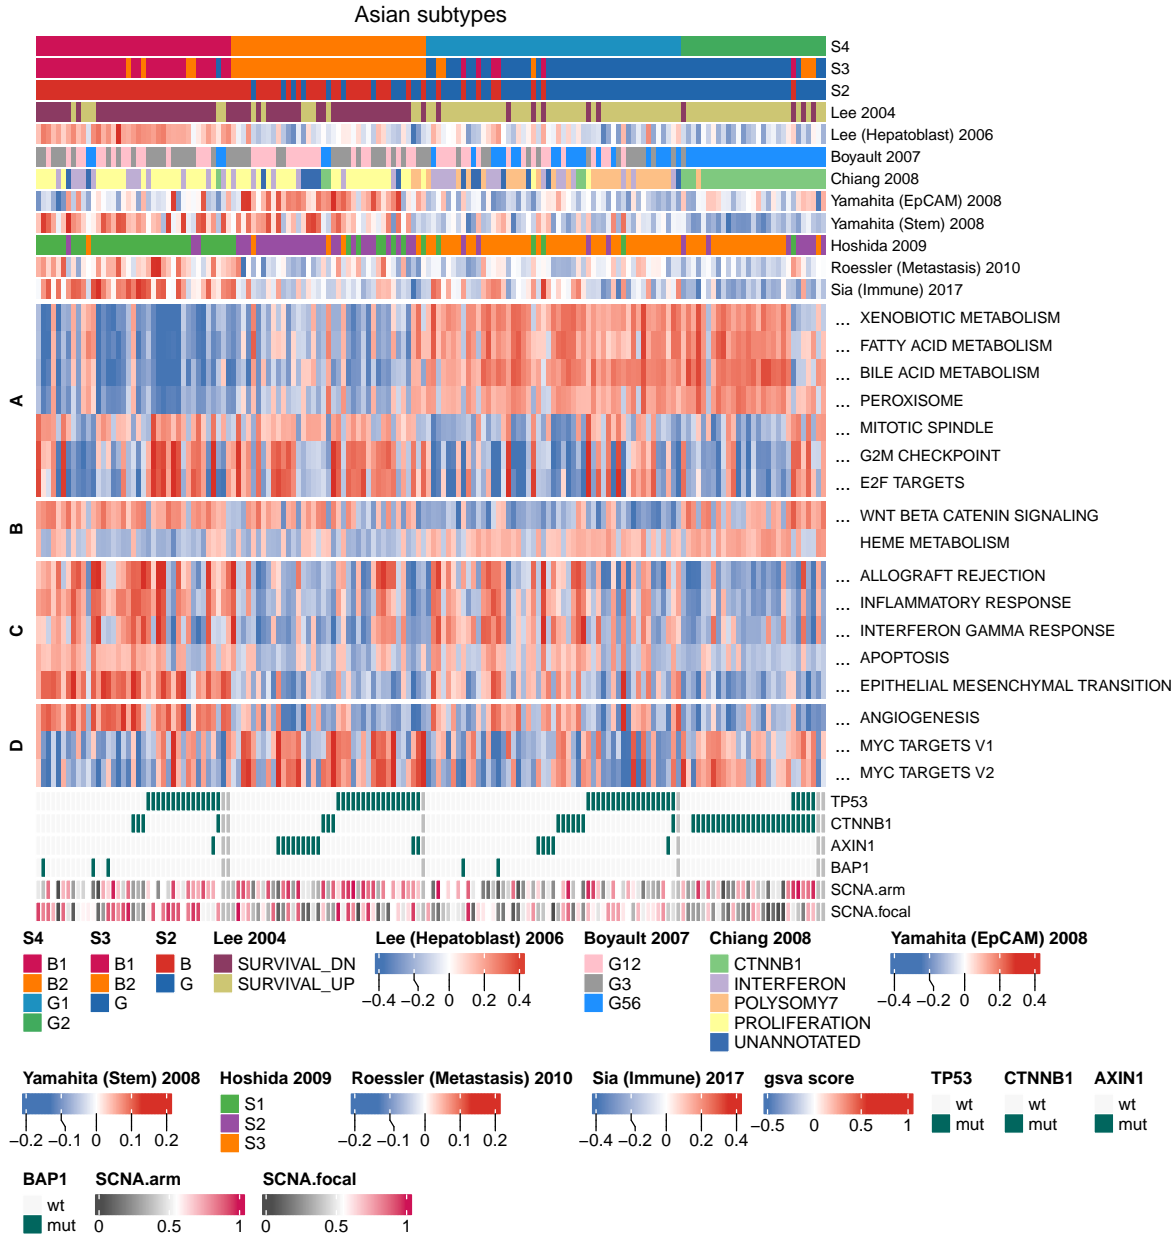 Asian subtypes
S4
S3
S2
Lee 2004
Lee (Hepatoblast) 2006
Boyault 2007
Chiang 2008
Yamahita (EpCAM) 2008
Yamahita (Stem) 2008
Hoshida 2009
Roessler (Metastasis) 2010
Sia (Immune) 2017
A
... XENOBIOTIC METABOLISM
... FATTY ACID METABOLISM
... BILE ACID METABOLISM
... PEROXISOME
... MITOTIC SPINDLE
... G2M CHECKPOINT
... E2F TARGETS
B
... WNT BETA CATENIN SIGNALING
HEME METABOLISM
C
... ALLOGRAFT REJECTION
... INFLAMMATORY RESPONSE
... INTERFERON GAMMA RESPONSE
... APOPTOSIS
... EPITHELIAL MESENCHYMAL TRANSITION
D
... ANGIOGENESIS
... MYC TARGETS V1
... MYC TARGETS V2
TP53
CTNNB1
AXIN1
BAP1
SCNA.arm
SCNA.focal
S4
B1
B2
G1
G2
S3
B1
B2
G
S2
B
G
Lee 2004
SURVIVAL_DN
SURVIVAL_UP
Lee (Hepatoblast) 2006
−0.4 −0.2 0 0.2 0.4
Boyault 2007
G12
G3
G56
Chiang 2008
CTNNB1
INTERFERON
POLYSOMY7
PROLIFERATION
UNANNOTATED
Yamahita (EpCAM) 2008
−0.4 −0.2 0 0.2 0.4
Yamahita (Stem) 2008
−0.2 −0.1 0 0.1 0.2
Hoshida 2009
S1
S2
S3
Roessler (Metastasis) 2010
−0.2 −0.1 0 0.1 0.2
Sia (Immune) 2017
−0.4 −0.2 0 0.2 0.4
gsva score
−0.5 0 0.5 1
TP53
wt
mut
CTNNB1
wt
mut
AXIN1
wt
mut
BAP1
wt
mut
SCNA.arm
0 0.5 1
SCNA.focal
0 0.5 1